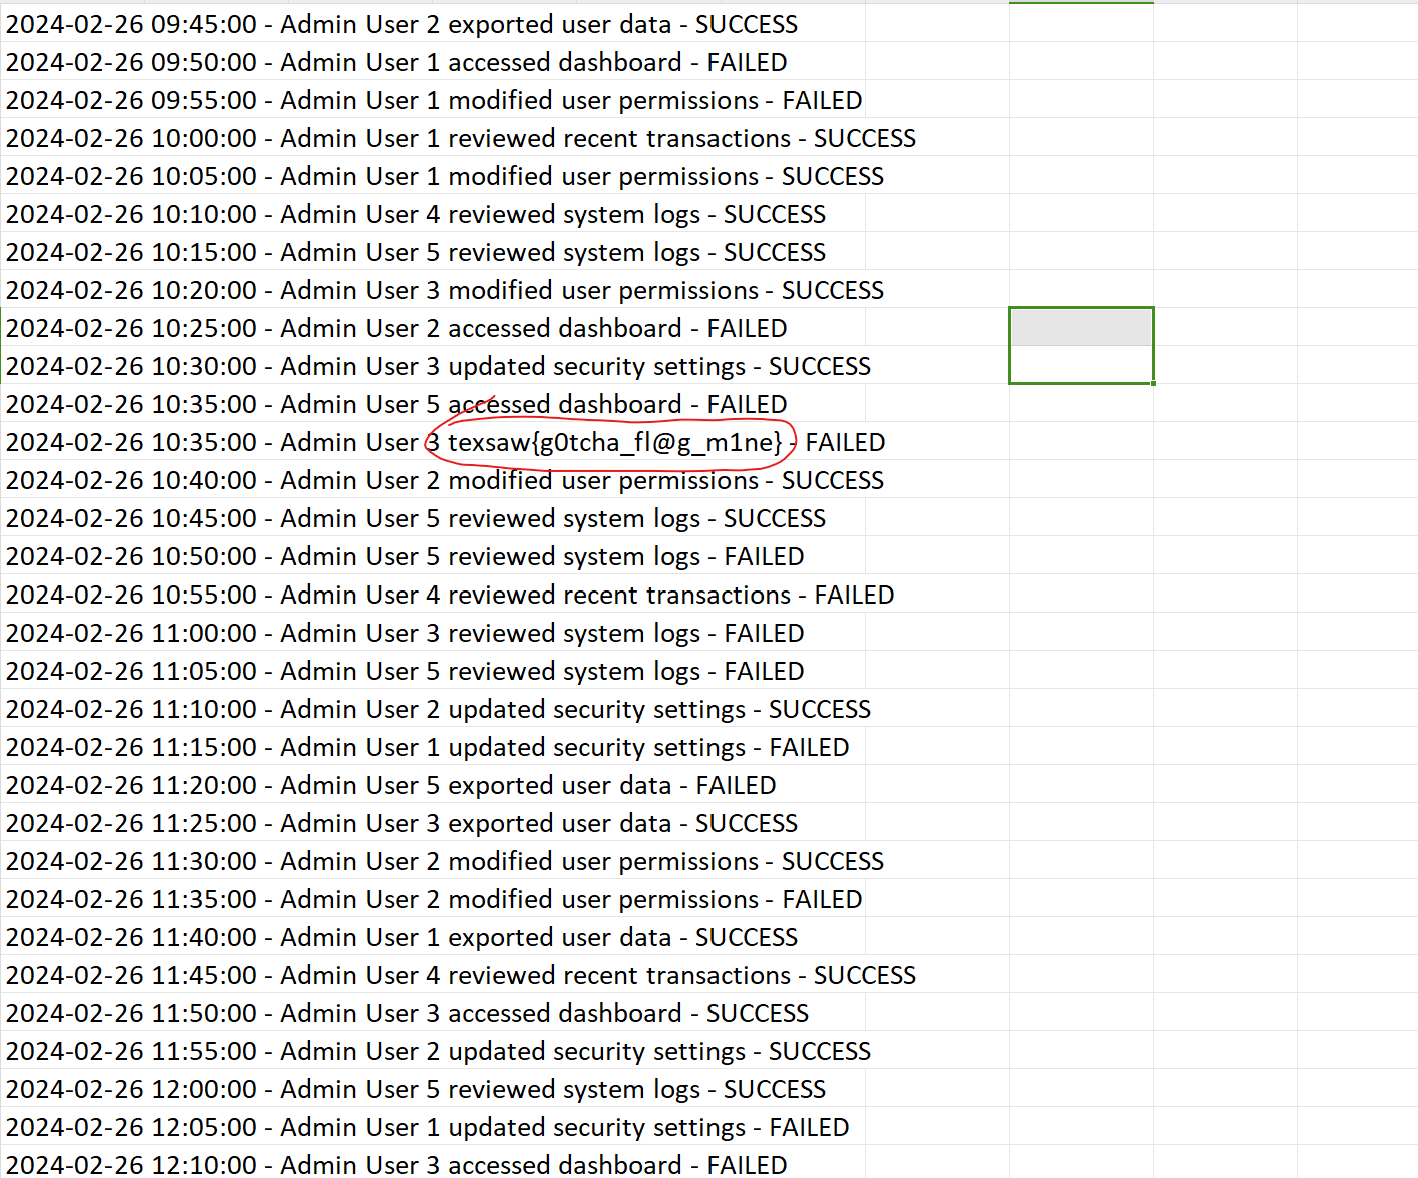 2024-02-26 09:45:00 - Admin User 2 exported user data - SUCCESS
2024-02-26 09:50:00 - Admin User 1 accessed dashboard - FAILED
2024-02-26 09:55:00 - Admin User 1 modified user permissions - FAILED
2024-02-26 10:00:00 - Admin User 1 reviewed recent transactions - SUCCESS
2024-02-26 10:05:00 - Admin User 1 modified user permissions - SUCCESS
2024-02-26 10:10:00 - Admin User 4 reviewed system logs - SUCCESS
2024-02-26 10:15:00 - Admin User 5 reviewed system logs - SUCCESS
2024-02-26 10:20:00 - Admin User 3 modified user permissions - SUCCESS
2024-02-26 10:25:00 - Admin User 2 accessed dashboard - FAILED
2024-02-26 10:30:00 - Admin User 3 updated security settings - SUCCESS
2024-02-26 10:35:00 - Admin User 5 accessed dashboard - FAILED
2024-02-26 10:35:00 - Admin User 3 texsaw{g0tcha_fl@g_m1ne} - FAILED
2024-02-26 10:40:00 - Admin User 2 modified user permissions - SUCCESS
2024-02-26 10:45:00 - Admin User 5 reviewed system logs - SUCCESS
2024-02-26 10:50:00 - Admin User 5 reviewed system logs - FAILED
2024-02-26 10:55:00 - Admin User 4 reviewed recent transactions - FAILED
2024-02-26 11:00:00 - Admin User 3 reviewed system logs - FAILED
2024-02-26 11:05:00 - Admin User 5 reviewed system logs - FAILED
2024-02-26 11:10:00 - Admin User 2 updated security settings - SUCCESS
2024-02-26 11:15:00 - Admin User 1 updated security settings - FAILED
2024-02-26 11:20:00 - Admin User 5 exported user data - FAILED
2024-02-26 11:25:00 - Admin User 3 exported user data - SUCCESS
2024-02-26 11:30:00 - Admin User 2 modified user permissions - SUCCESS
2024-02-26 11:35:00 - Admin User 2 modified user permissions - FAILED
2024-02-26 11:40:00 - Admin User 1 exported user data - SUCCESS
2024-02-26 11:45:00 - Admin User 4 reviewed recent transactions - SUCCESS
2024-02-26 11:50:00 - Admin User 3 accessed dashboard - SUCCESS
2024-02-26 11:55:00 - Admin User 2 updated security settings - SUCCESS
2024-02-26 12:00:00 - Admin User 5 reviewed system logs - SUCCESS
2024-02-26 12:05:00 - Admin User 1 updated security settings - FAILED
2024-02-26 12:10:00 - Admin User 3 accessed dashboard - FAILED